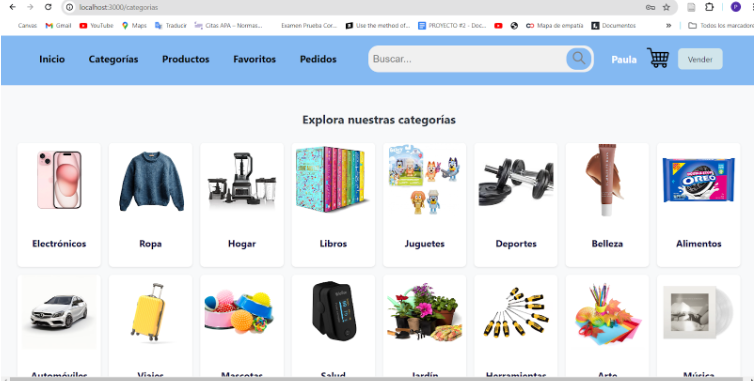 localhost:3000/categorias
Canvas Gmail YouTube Maps Traducir Citas APA – Normas... Examen Prueba Cor... Use the method of... PROYECTO #2 - Doc... CO Mapa de empatía Documentos Todos los marcadores
Inicio Categorías Productos Favoritos Pedidos Buscar... Paula Vender
Explora nuestras categorías
OREO
Electrónicos Ropa Hogar Libros Juguetes Deportes Belleza Alimentos
Automóviles Viajes Mascotas Salud Jardín Herramientas Arte Música